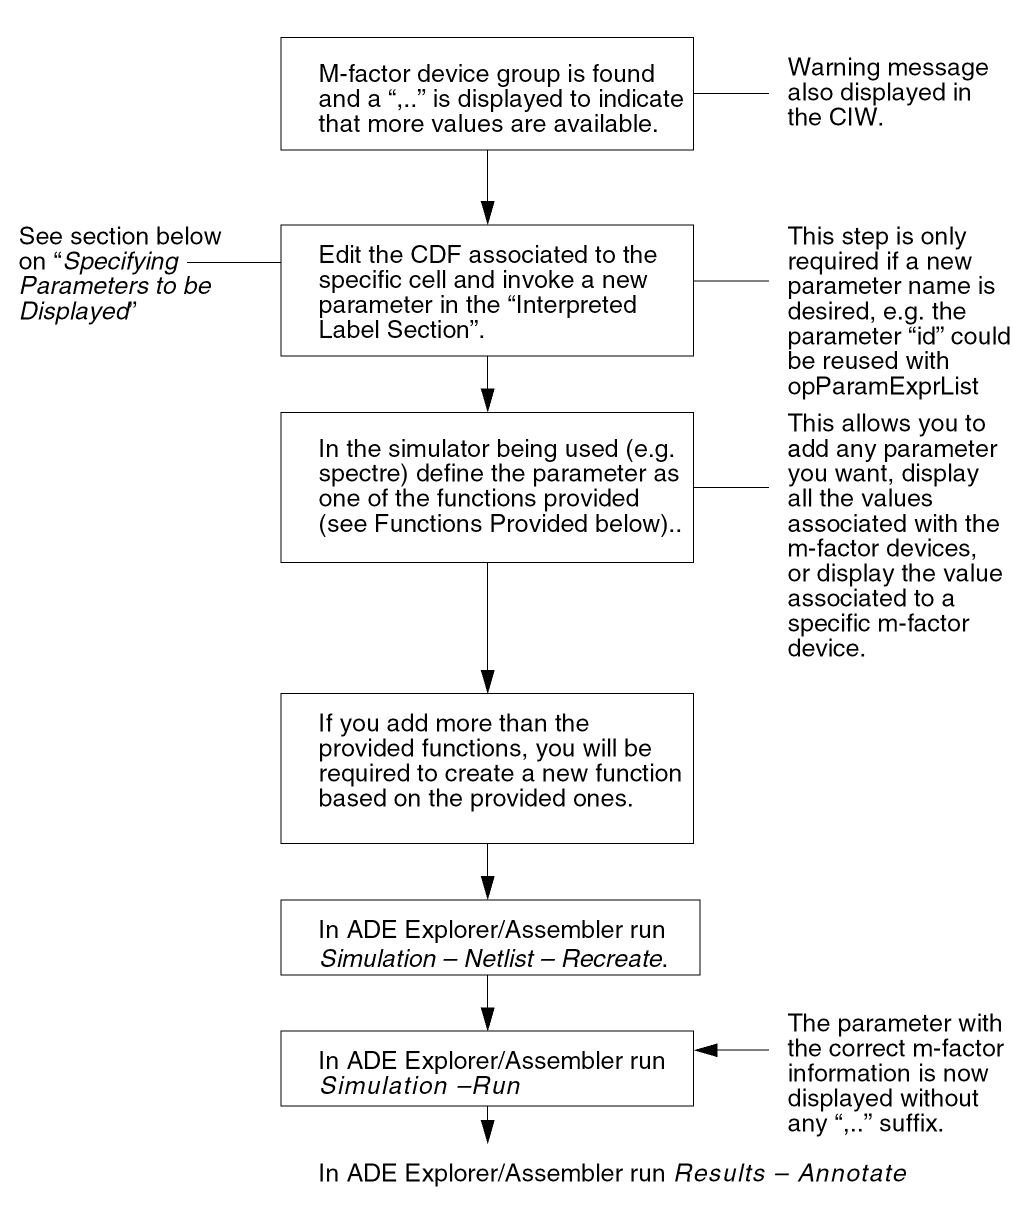 M-factor device group is found
and a “,..” is displayed to indicate
that more values are available.
Warning message
also displayed in
the CIW.
See section below
on “Specifying
Parameters to be
Displayed”
Edit the CDF associated to the
specific cell and invoke a new
parameter in the “Interpreted
Label Section”.
This step is only
required if a new
parameter name is
desired, e.g. the
parameter “id” could
be reused with
opParamExprList
In the simulator being used (e.g.
spectre) define the parameter as
one of the functions provided
(see Functions Provided below)..
This allows you to
add any parameter
you want, display
all the values
associated with the
m-factor devices,
or display the value
associated to a
specific m-factor
device.
If you add more than the
provided functions, you will be
required to create a new function
based on the provided ones.
In ADE Explorer/Assembler run
Simulation – Netlist – Recreate.
In ADE Explorer/Assembler run
Simulation –Run
The parameter with
the correct m-factor
information is now
displayed without
any “,..” suffix.
In ADE Explorer/Assembler run Results – Annotate